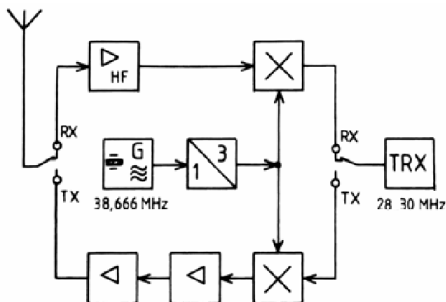 HF
RX
RX
G
1 3
TRX
TX
38,666 MHz
TX
28..30 MHz